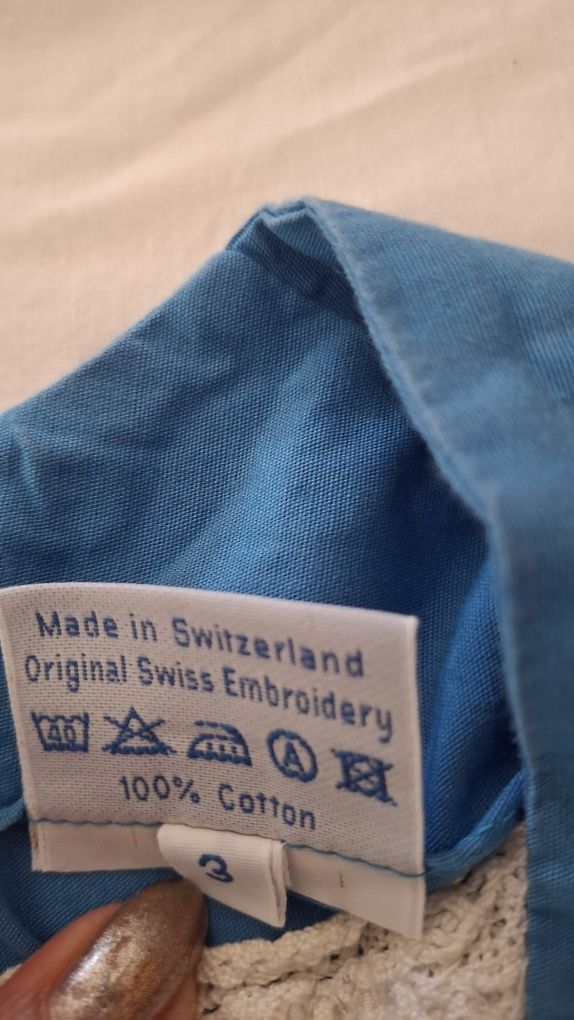 Made in Switzerland
Original Swiss Embroidery
40 A
100% Cotton
3